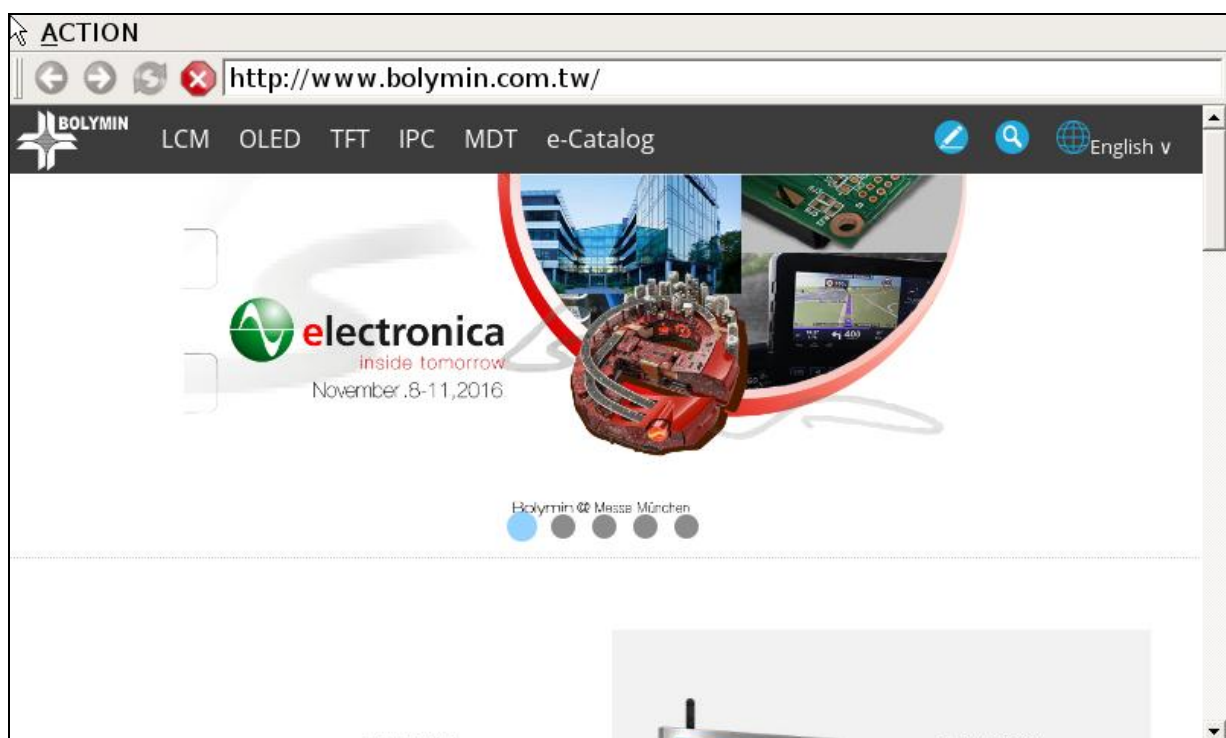 ACTION
http://www.bolymin.com.tw/
BOLYMIN
LCM OLED TFT IPC MDT e-Catalog English ∨
electronica
inside tomorrow
November.8-11,2016
Bolymin @ Messe München